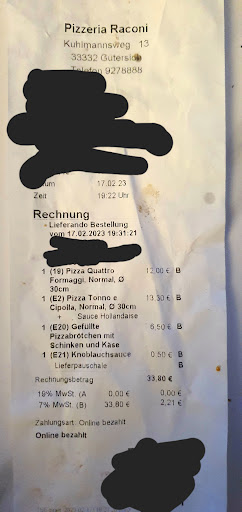 Pizzeria Raconi
Kuhlmannsweg 13
33332 Gütersloh
Telefon 9278888
17.02.23
Zeit 19:22 Uhr
Rechnung
- Lieferando Bestellung
vom 17.02.2023 19:31:21
1 (19) Pizza Quattro 12,00 € B
Formaggi, Normal, Ø
30cm
1 (E2) Pizza Tonno e 13,30 € B
Cipolla, Normal, Ø 30cm
+ Sauce Hollandaise
1 (E20) Gefüllte 6,50 € B
Pizzabrötchen mit
Schinken und Käse
1 (E21) Knoblauchsauce 0,50 € B
Lieferpauschale B
Rechnungsbetrag 33,80 €
19% MwSt. (A 0,00 € 0,00 €
7% MwSt. (B) 33,80 € 2,21 €
Zahlungsart: Online bezahlt
Online bezahlt